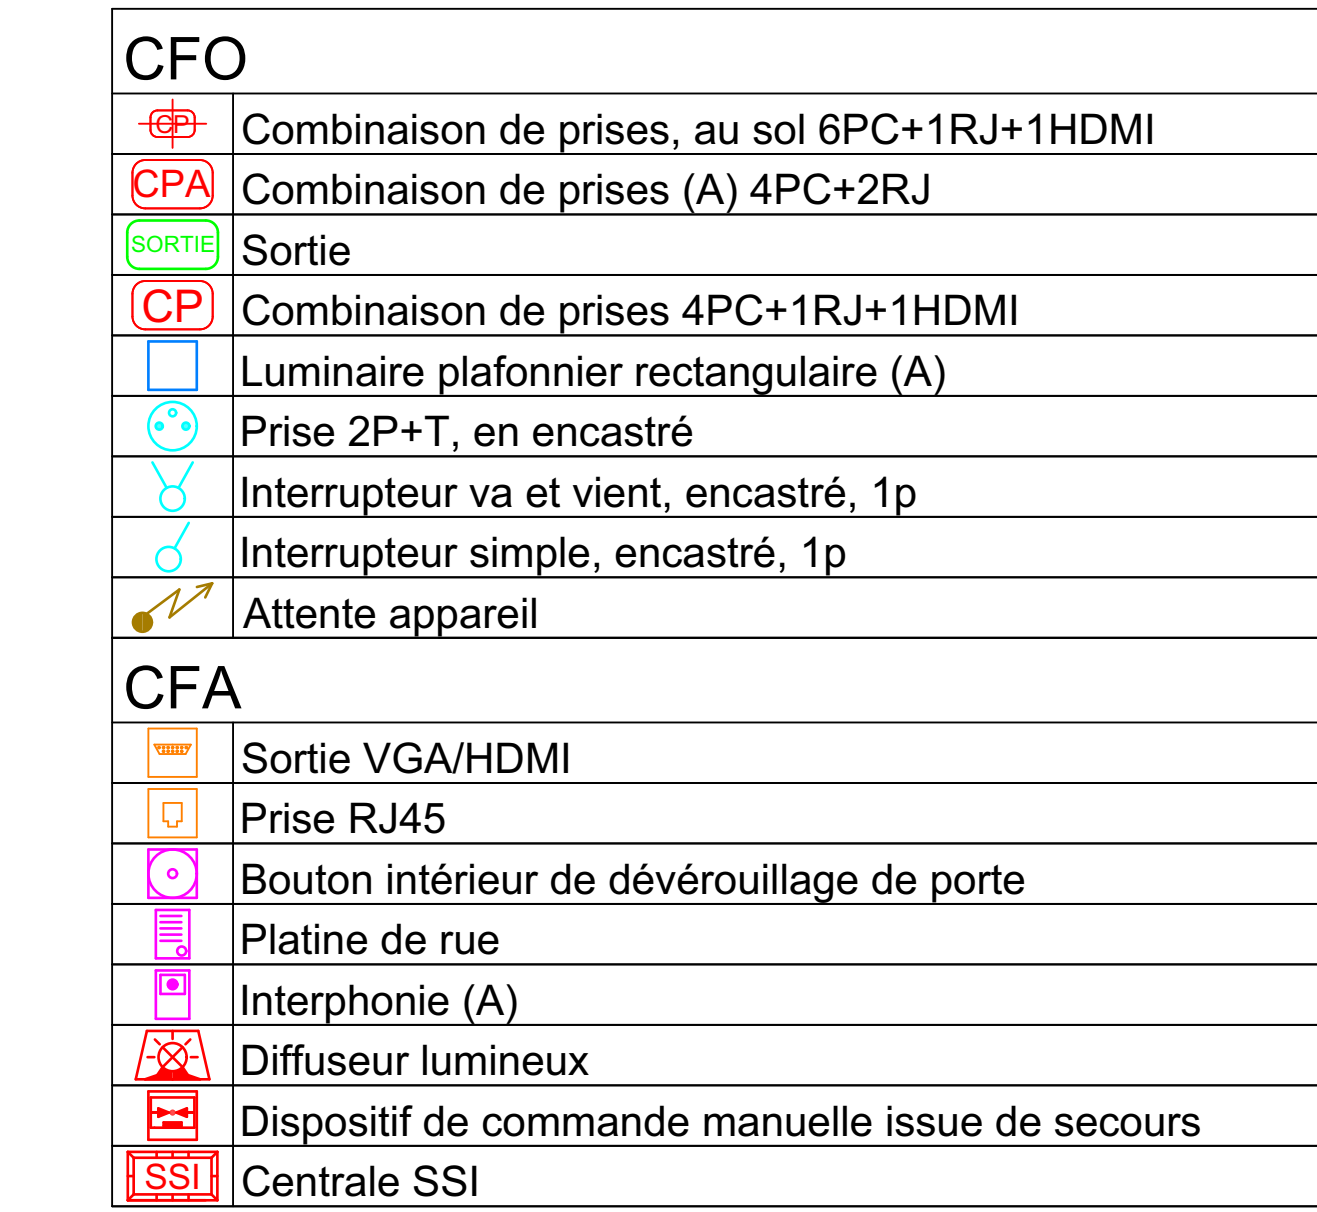 CFO
CP Combinaison de prises, au sol 6PC+1RJ+1HDMI
CPA Combinaison de prises (A) 4PC+2RJ
SORTIE Sortie
CP Combinaison de prises 4PC+1RJ+1HDMI
Luminaire plafonnier rectangulaire (A)
Prise 2P+T, en encastré
Interrupteur va et vient, encastré, 1p
Interrupteur simple, encastré, 1p
Attente appareil
CFA
Sortie VGA/HDMI
Prise RJ45
Bouton intérieur de dévérouillage de porte
Platine de rue
Interphonie (A)
Diffuseur lumineux
Dispositif de commande manuelle issue de secours
SSI Centrale SSI